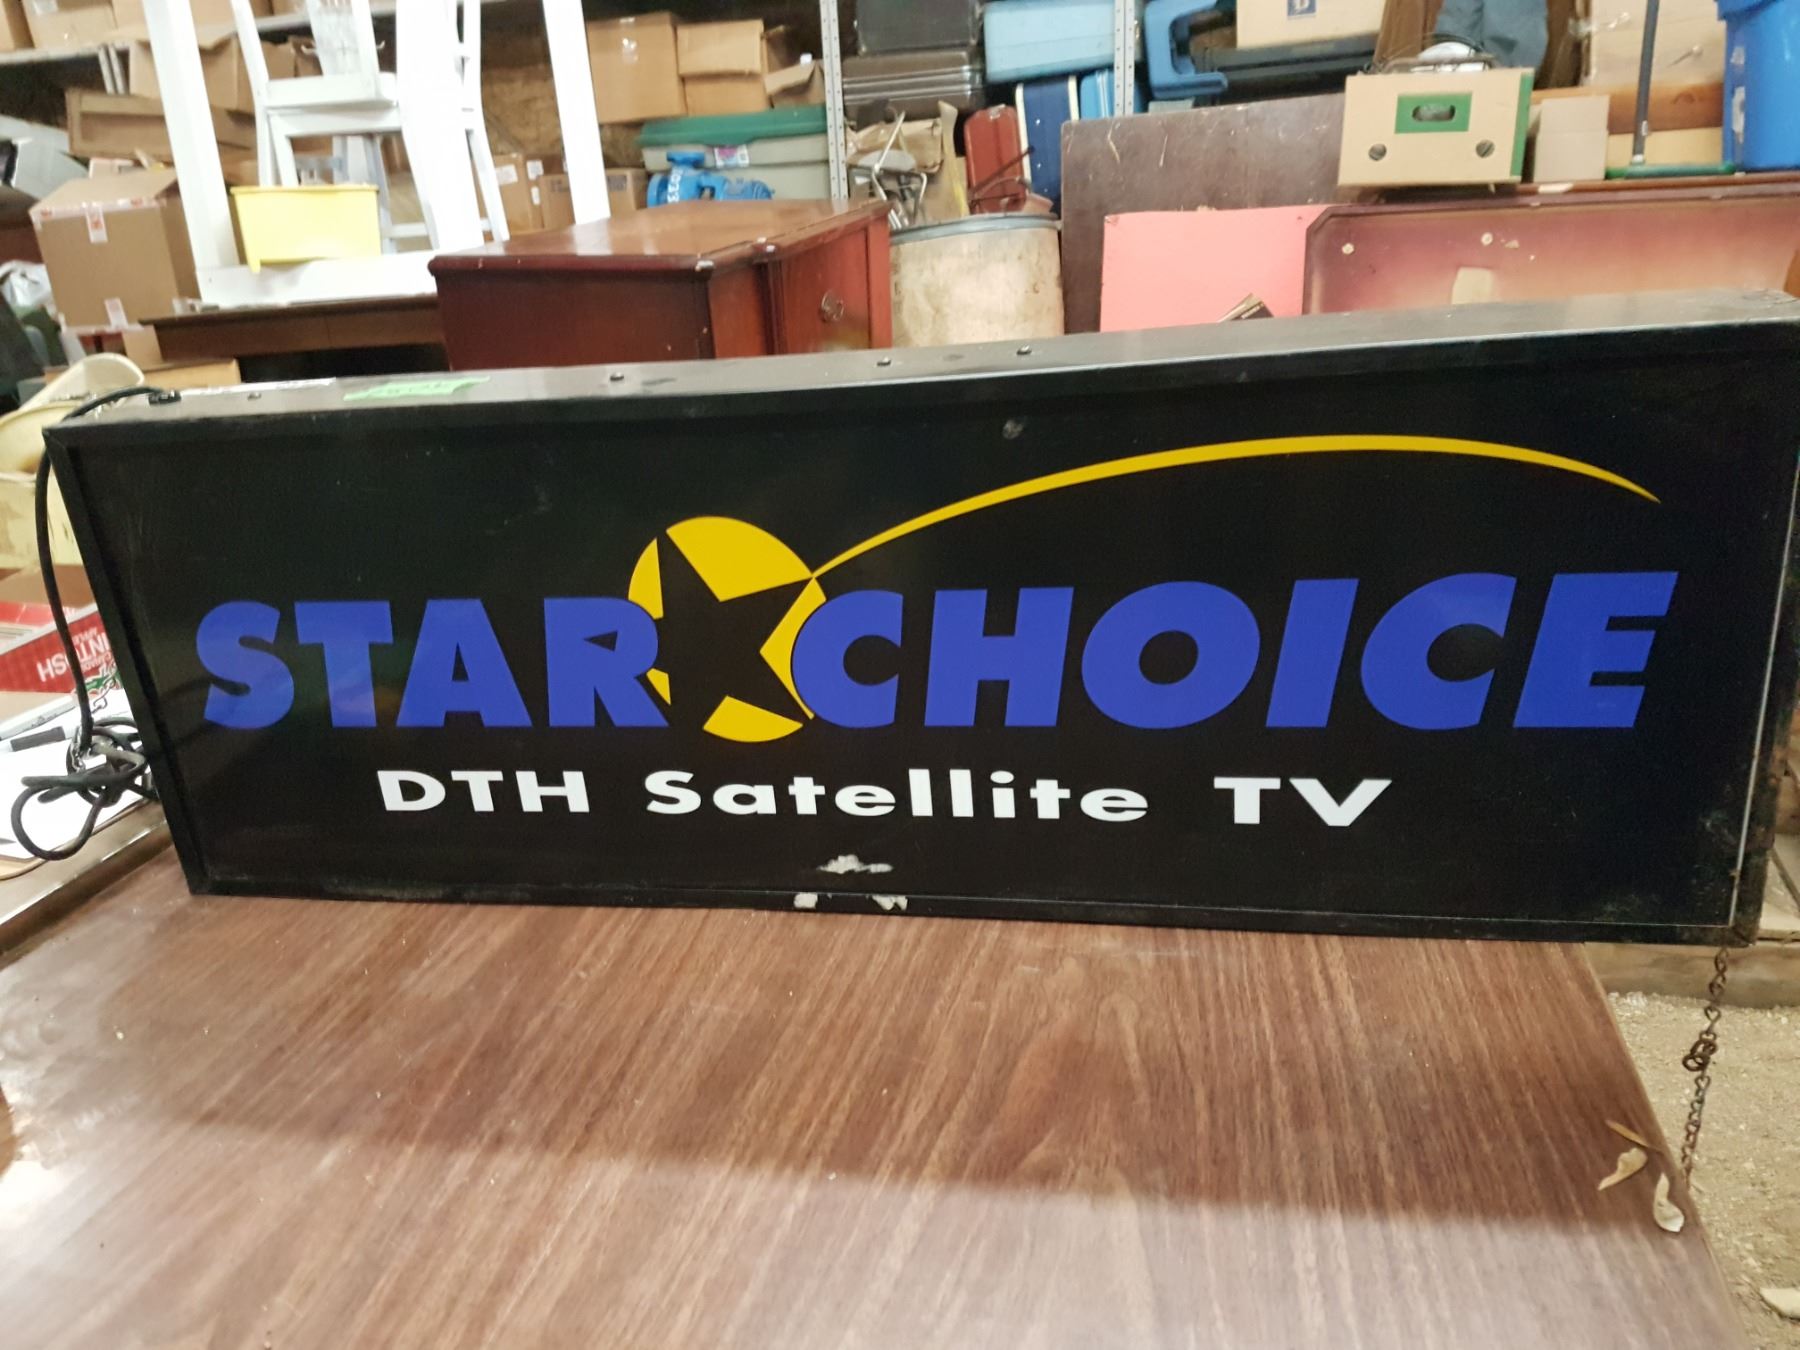 STAR CHOICE
DTH Satellite TV